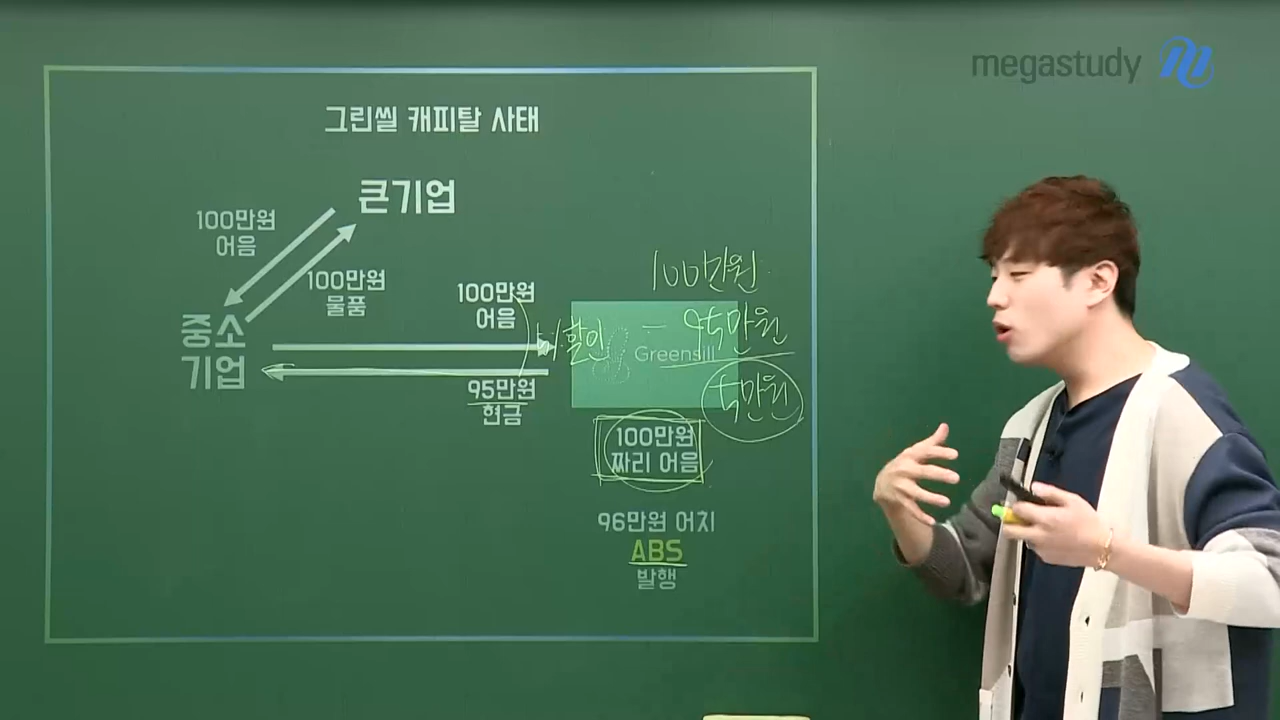 megastudy
그린씰 캐피탈 사태
큰기업
100만원
어음
100만원
물품
중소
기업
100만원
어음
95만원
현금
할인
Greensill
100만원
- 95만원
5만원
100만원
짜리 어음
96만원 어치
ABS
발행